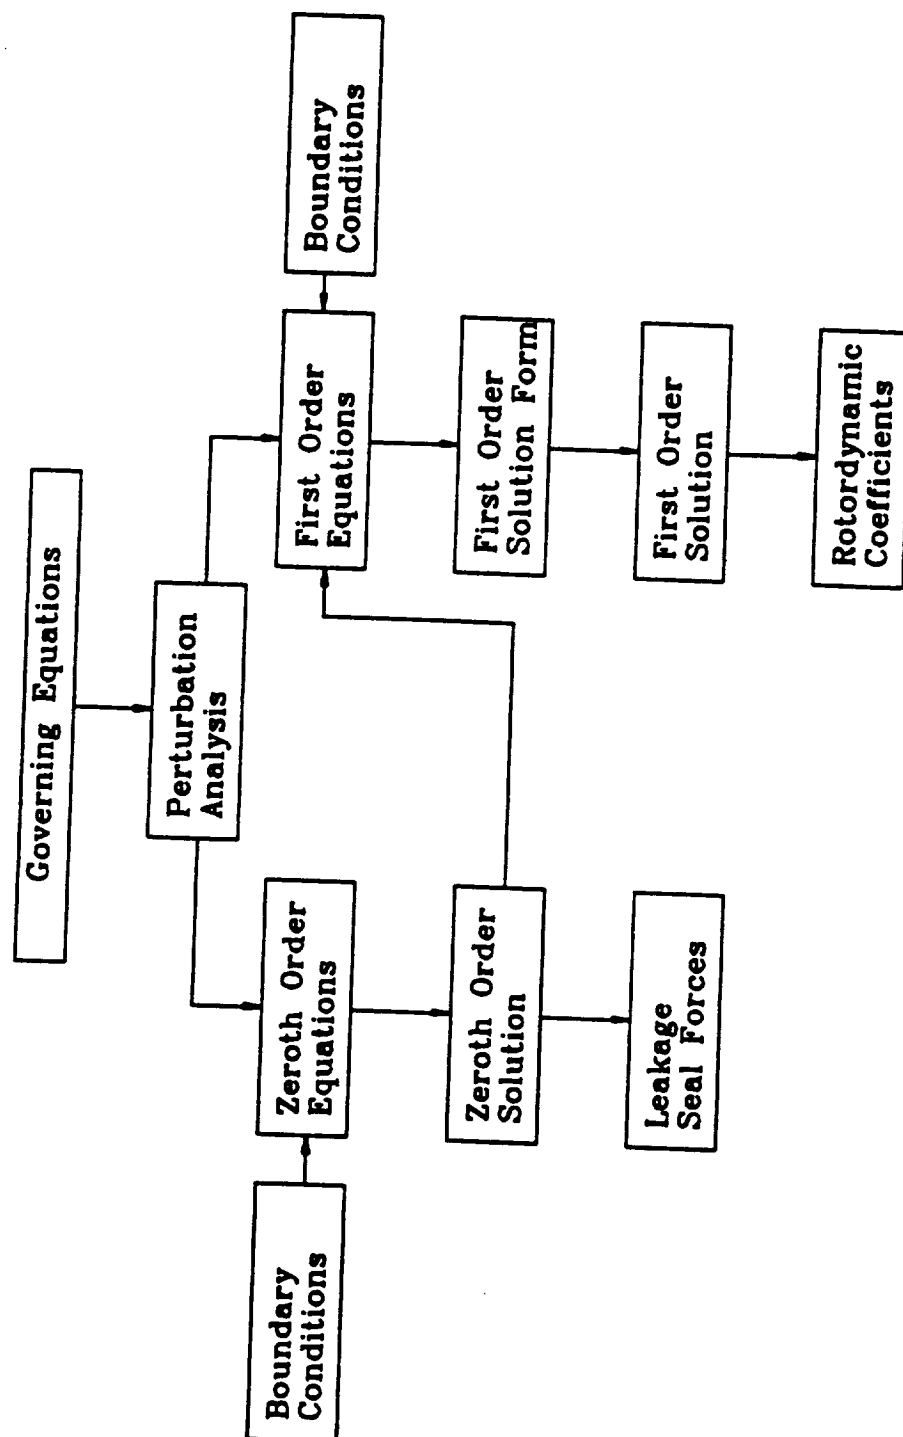 Governing Equations
Perturbation
Analysis
Boundary
Conditions
Zeroth Order
Equations
First Order
Equations
Boundary
Conditions
Zeroth Order
Solution
First Order
Solution Form
Leakage
Seal Forces
First Order
Solution
Rotordynamic
Coefficients